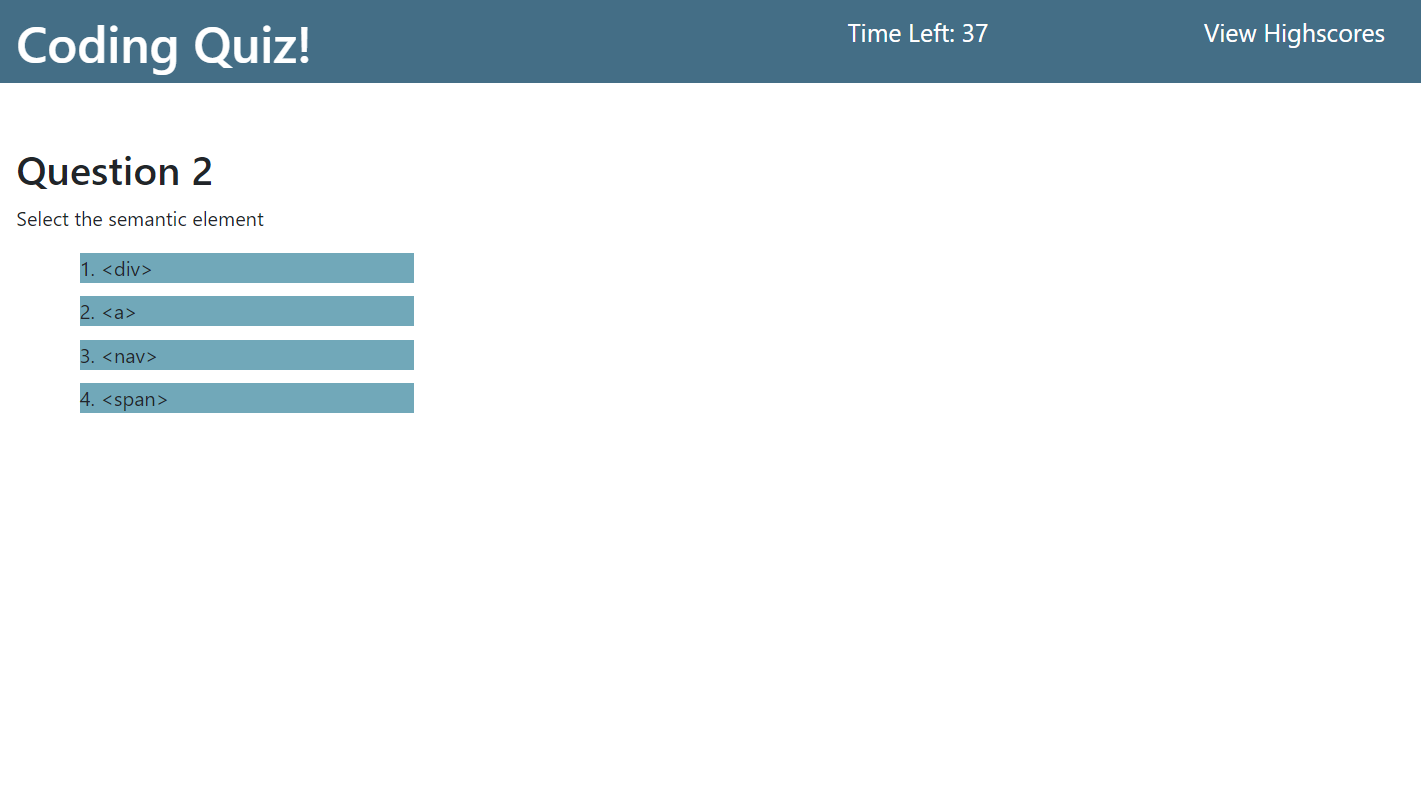 Coding Quiz!
Time Left: 37
View Highscores
Question 2
Select the semantic element
1. <div>
2. <a>
3. <nav>
4. <span>